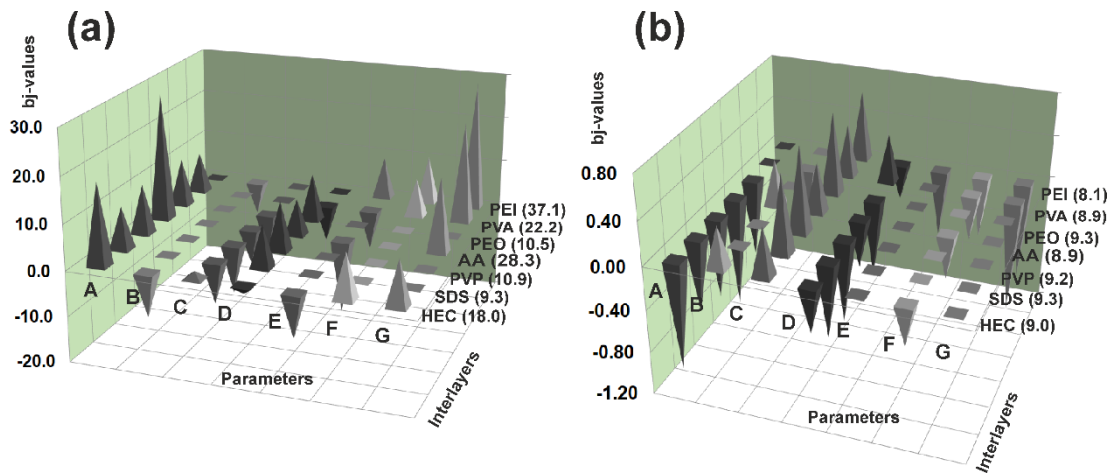 (a)
bj-values
30.0
20.0
10.0
0.0
-10.0
-20.0
A
B
C
D
E
F
G
PEI (37.1)
PVA (22.2)
PEO (10.5)
AA (28.3)
PVP (10.9)
SDS (9.3)
HEC (18.0)
Parameters
Interlayers
(b)
bj-values
0.80
0.40
0.00
-0.40
-0.80
-1.20
A
B
C
D
E
F
G
PEI (8.1)
PVA (8.9)
PEO (9.3)
AA (8.9)
PVP (9.2)
SDS (9.3)
HEC (9.0)
Parameters
Interlayers